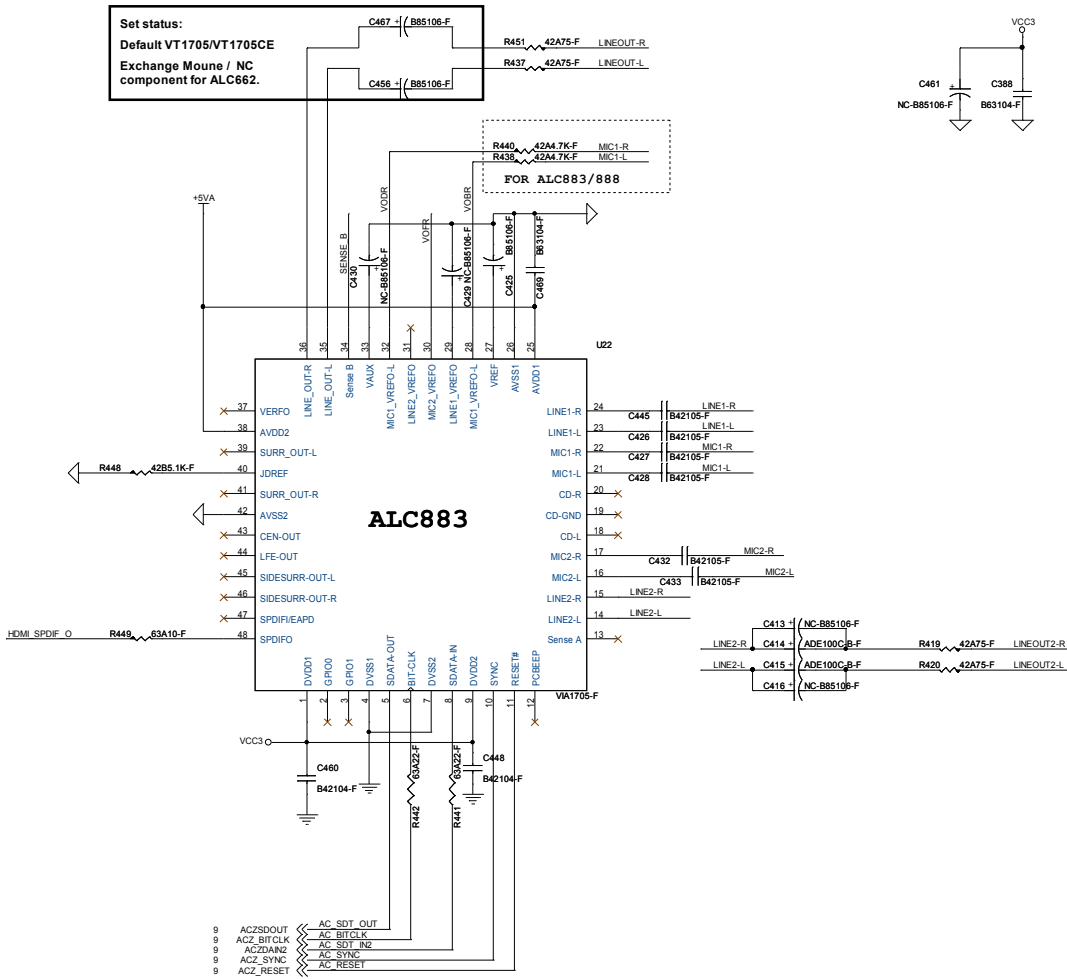 Set status:
Default VT1705/VT1705CE
Exchange Moune / NC
component for ALC662.
C467 + B85106-F
C456 + B85106-F
R451 42A75-F LINEOUT-R
R437 42A75-F LINEOUT-L
VCC3
C461 +
NC-B85106-F
C388
B63104-F
R440 42A4.7K-F MIC1-R
R438 42A4.7K-F MIC1-L
FOR ALC883/888
+5VA
SENSE_B
C430
NC-B85106-F
+
VODR
VOFR
C429 NC-B85106-F
+
VOBR
C425
B85106-F
+
C469
B63104-F
U22
36 35 34 33 32 31 30 29 28 27 26 25
LINE_OUT-R
LINE_OUT-L
Sense B
VAUX
MIC1_VREFO-L
LINE2_VREFO
MIC2_VREFO
LINE1_VREFO
MIC1_VREFO-L
VREF
AVSS1
AVDD1
37 VERFO
38 AVDD2
39 SURR_OUT-L
R448 42B5.1K-F 40 JDREF
41 SURR_OUT-R
42 AVSS2
43 CEN-OUT
44 LFE-OUT
45 SIDESURR-OUT-L
46 SIDESURR-OUT-R
47 SPDIFI/EAPD
HDMI_SPDIF_O R449 63A10-F 48 SPDIFO
ALC883
LINE1-R 24 C445 B42105-F LINE1-R
LINE1-L 23 C426 B42105-F LINE1-L
MIC1-R 22 C427 B42105-F MIC1-R
MIC1-L 21 C428 B42105-F MIC1-L
CD-R 20
CD-GND 19
CD-L 18
MIC2-R 17 C432 B42105-F MIC2-R
MIC2-L 16 C433 B42105-F MIC2-L
LINE2-R 15 LINE2-R
LINE2-L 14 LINE2-L
Sense A 13
VIA1705-F
DVDD1
GPIO0
GPIO1
DVSS1
SDATA-OUT
BIT-CLK
DVSS2
SDATA-IN
DVDD2
SYNC
RESET#
PCBEEP
1 2 3 4 5 6 7 8 9 10 11 12
LINE2-R
LINE2-L
C413 + NC-B85106-F
C414 + ADE100C-B-F
C415 + ADE100C-B-F
C416 + NC-B85106-F
R419 42A75-F LINEOUT2-R
R420 42A75-F LINEOUT2-L
VCC3
C460
B42104-F
R442
63A22-F
R441
63A22-F
C448
B42104-F
9 ACZSDOUT AC_SDT_OUT
9 ACZ_BITCLK AC_BITCLK
9 ACZDAIN2 AC_SDT_IN2
9 ACZ_SYNC AC_SYNC
9 ACZ_RESET AC_RESET